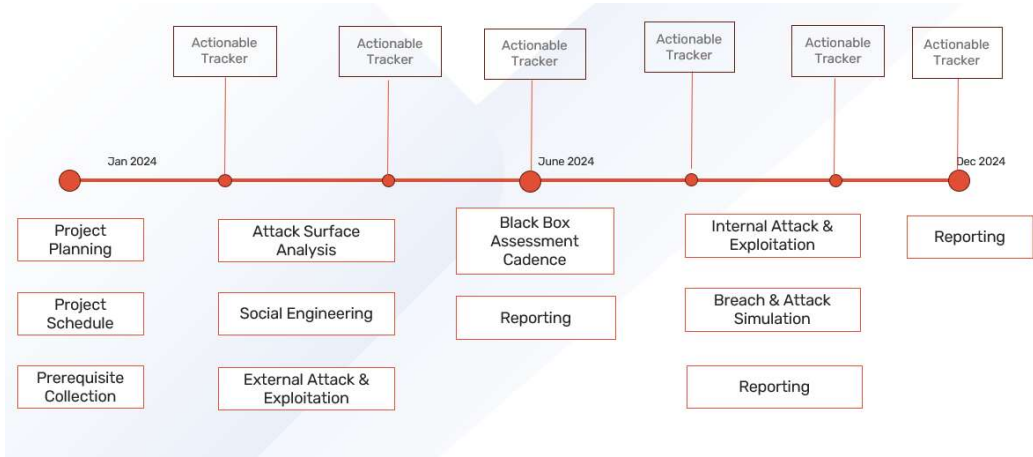 Actionable
Tracker
Actionable
Tracker
Actionable
Tracker
Actionable
Tracker
Actionable
Tracker
Actionable
Tracker
Jan 2024
June 2024
Dec 2024
Project
Planning
Project
Schedule
Prerequisite
Collection
Attack Surface
Analysis
Social Engineering
External Attack &
Exploitation
Black Box
Assessment
Cadence
Reporting
Internal Attack &
Exploitation
Breach & Attack
Simulation
Reporting
Reporting